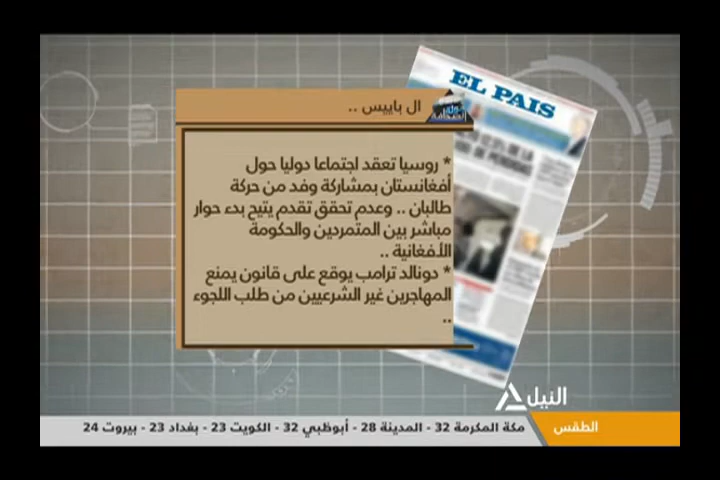 EL PAIS
ال باييس ..
* روسيا تعقد اجتماعا دوليا حول
أفغانستان بمشاركة وفد من حركة
طالبان .. وعدم تحقق تقدم يتيح بدء حوار
مباشر بين المتمردين والحكومة
الأفغانية ..
* دونالد ترامب يوقع على قانون يمنع
المهاجرين غير الشرعيين من طلب اللجوء
..
النيل
الطقس
مكة المكرمة 32 - المدينة 28 - أبوظبي 32 - الكويت 23 - بغداد 23 - بيروت 24